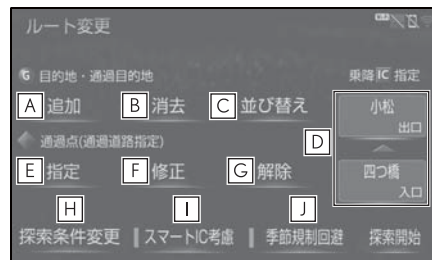 ルート変更
G 目的地・通過目的地 乗降IC 指定
A 追加 B 消去 C 並び替え
D
小松
出口
通過点(通過道路指定)
E 指定 F 修正 G 解除
四つ橋
入口
H I J
探索条件変更 スマートIC考慮 季節規制回避 探索開始